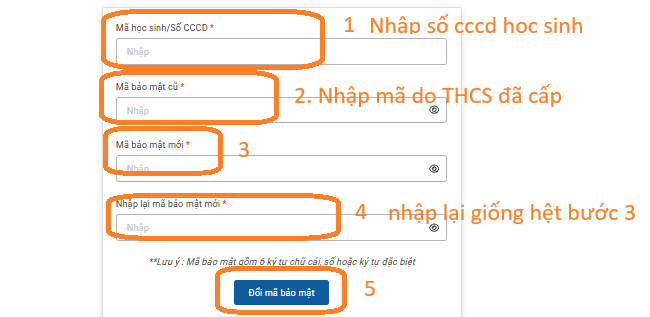 Mã học sinh/Số CCCD *
1 Nhập số cccd học sinh
Nhập
Mã bảo mật cũ *
2. Nhập mã do THCS đã cấp
Nhập
Mã bảo mật mới *
3
Nhập
Nhập lại mã bảo mật mới *
4 nhập lại giống hệt bước 3
Nhập
**Lưu ý : Mã bảo mật gồm 6 ký tự chữ cái, số hoặc ký tự đặc biệt
Đổi mã bảo mật
5